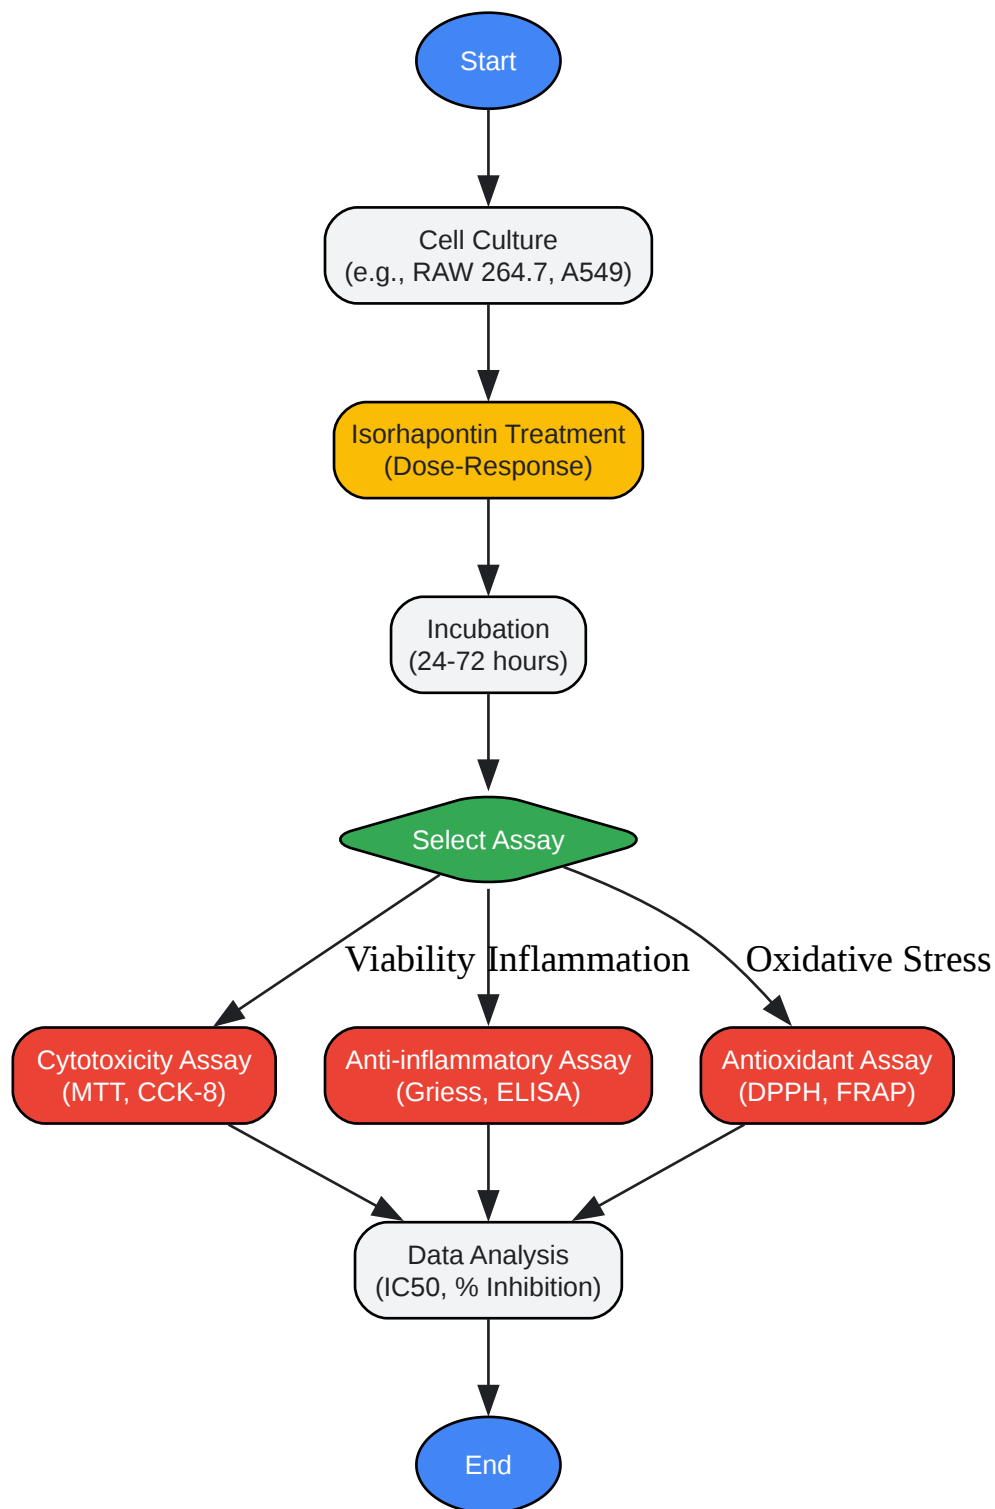 Start
Cell Culture
(e.g., RAW 264.7, A549)
Isorhapontin Treatment
(Dose-Response)
Incubation
(24-72 hours)
Select Assay
Viability
Inflammation
Oxidative Stress
Cytotoxicity Assay
(MTT, CCK-8)
Anti-inflammatory Assay
(Griess, ELISA)
Antioxidant Assay
(DPPH, FRAP)
Data Analysis
(IC50, % Inhibition)
End